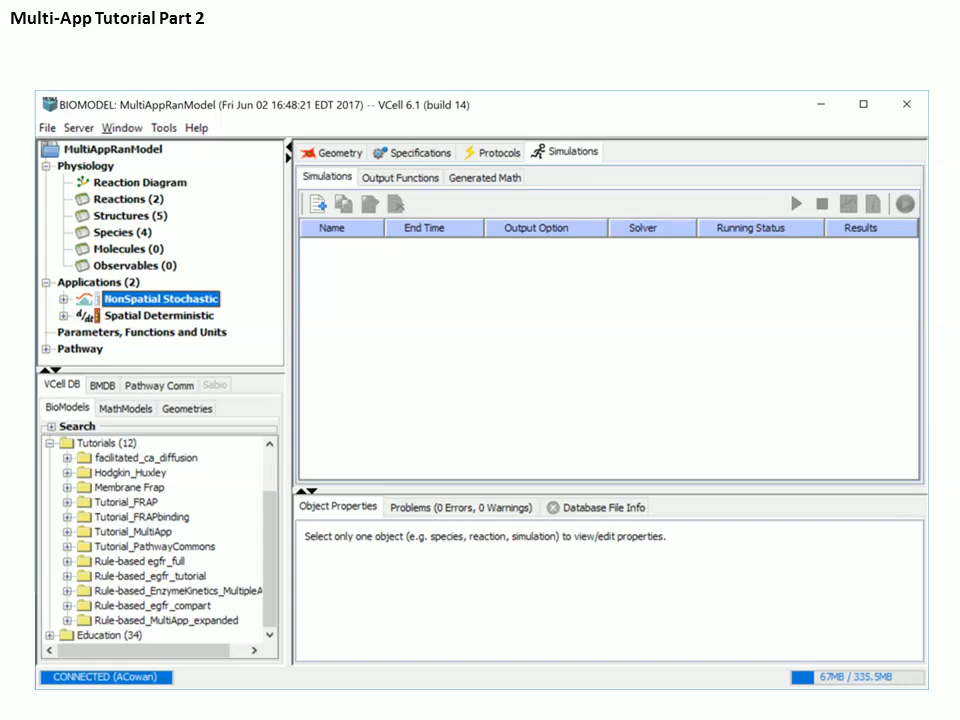 Multi-App Tutorial Part 2
BIOMODEL: MultiAppRanModel (Fri Jun 02 16:48:21 EDT 2017) -- VCell 6.1 (build 14)
File Server Window Tools Help
MultiAppRanModel
Physiology
Reaction Diagram
Reactions (2)
Structures (5)
Species (4)
Molecules (0)
Observables (0)
Applications (2)
NonSpatial Stochastic
d/dt Spatial Deterministic
Parameters, Functions and Units
Pathway
VCell DB BMDB Pathway Comm Sabio
BioModels MathModels Geometries
Search
Tutorials (12)
facilitated_ca_diffusion
Hodgkin_Huxley
Membrane Frap
Tutorial_FRAP
Tutorial_FRAPbinding
Tutorial_MultiApp
Tutorial_PathwayCommons
Rule-based egfr_full
Rule-based_egfr_tutorial
Rule-based_EnzymeKinetics_MultipleA
Rule-based_egfr_compart
Rule-based_MultiApp_expanded
Education (34)
Geometry Specifications Protocols Simulations
Simulations Output Functions Generated Math
Name End Time Output Option Solver Running Status Results
Object Properties Problems (0 Errors, 0 Warnings) Database File Info
Select only one object (e.g. species, reaction, simulation) to view/edit properties.
CONNECTED (ACowan)
67MB / 335.5MB